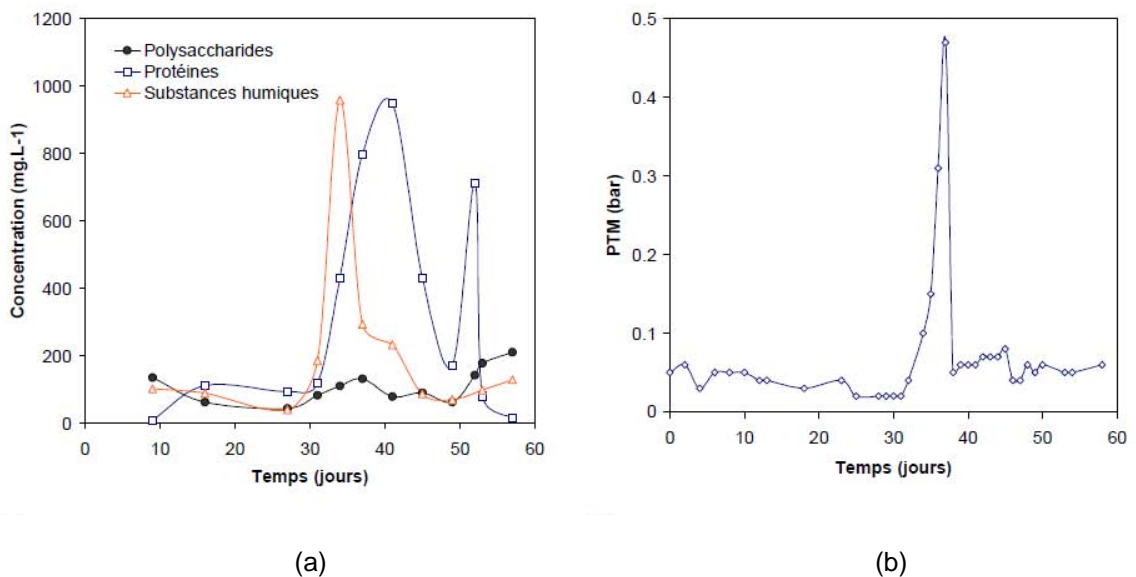 1200
1000
800
600
400
200
0
0 10 20 30 40 50 60
Concentration (mg.L-1)
Temps (jours)
Polysaccharides
Protéines
Substances humiques
(a)
0.5
0.4
0.3
0.2
0.1
0
0 10 20 30 40 50 60
PTM (bar)
Temps (jours)
(b)